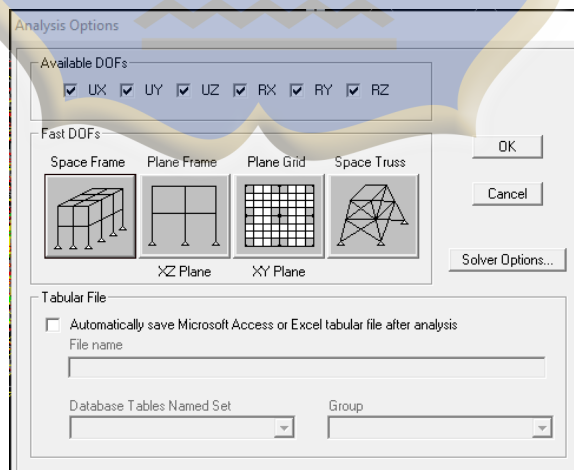 Analysis Options
Available DOFs
UX UY UZ RX RY RZ
Fast DOFs
Space Frame Plane Frame Plane Grid Space Truss
XZ Plane XY Plane
OK
Cancel
Solver Options...
Tabular File
Automatically save Microsoft Access or Excel tabular file after analysis
File name
Database Tables Named Set Group